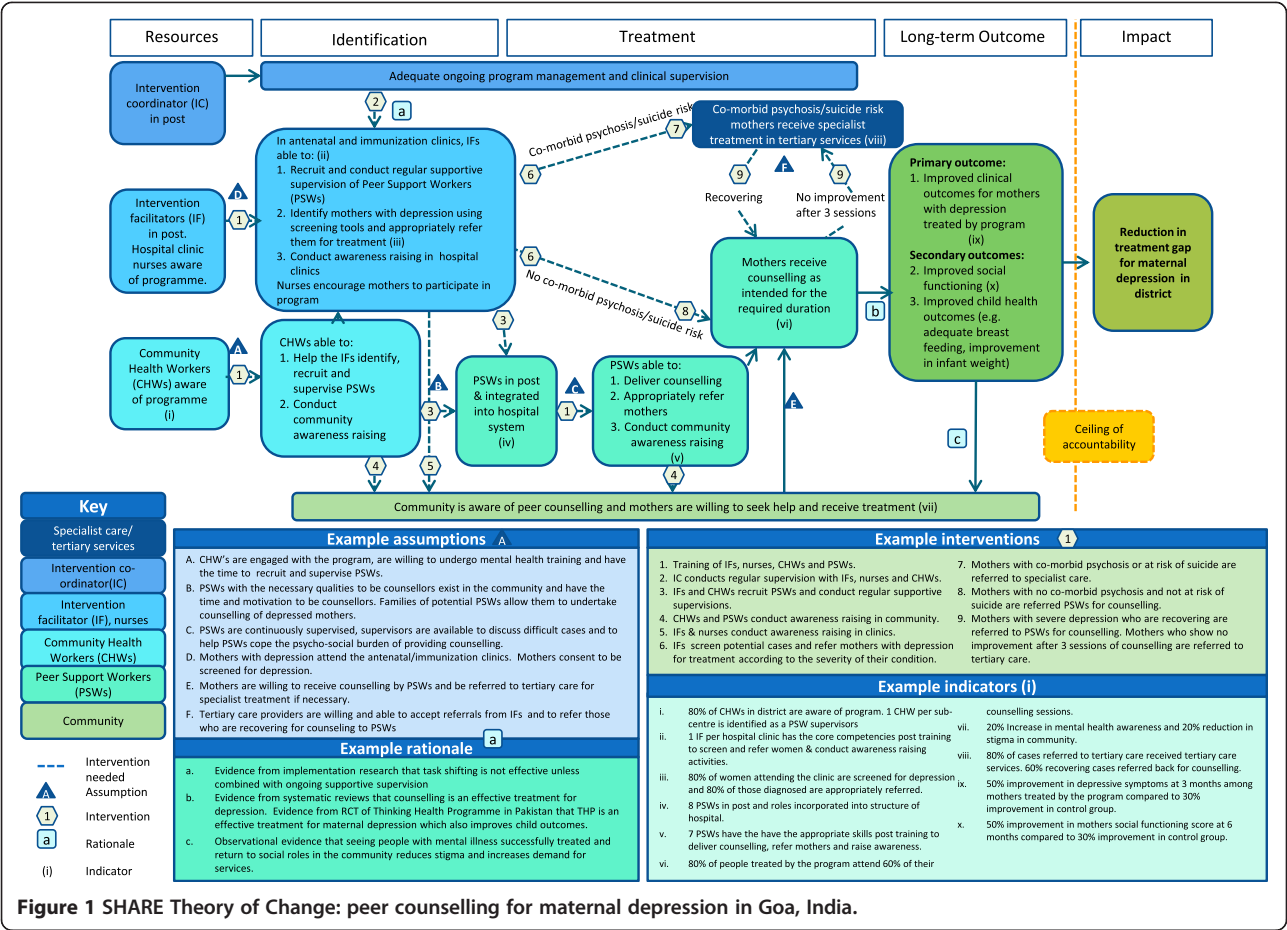 Resources
Identification
Treatment
Long-term Outcome
Impact
Intervention
coordinator (IC)
in post
Adequate ongoing program management and clinical supervision
2
a
In antenatal and immunization clinics, IFs
able to: (ii)
1. Recruit and conduct regular supportive
supervision of Peer Support Workers
(PSWs)
2. Identify mothers with depression using
screening tools and appropriately refer
them for treatment (iii)
3. Conduct awareness raising in hospital
clinics
Nurses encourage mothers to participate in
program
Intervention
facilitators (IF)
in post.
Hospital clinic
nurses aware
of programme.
D
1
6
Co-morbid psychosis/suicide risk
7
Co-morbid psychosis/suicide risk
mothers receive specialist
treatment in tertiary services (viii)
9
F
9
Recovering
No improvement
after 3 sessions
6
No co-morbid psychosis/suicide risk
8
Mothers receive
counselling as
intended for the
required duration
(vi)
b
Primary outcome:
1. Improved clinical
outcomes for mothers
with depression
treated by program
(ix)
Secondary outcomes:
2. Improved social
functioning (x)
3. Improved child health
outcomes (e.g.
adequate breast
feeding, improvement
in infant weight)
Reduction in
treatment gap
for maternal
depression in
district
Community
Health Workers
(CHWs) aware
of programme
(i)
A
1
CHWs able to:
1. Help the IFs identify,
recruit and
supervise PSWs
2. Conduct
community
awareness raising
3
B
3
PSWs in post
& integrated
into hospital
system
(iv)
C
1
PSWs able to:
1. Deliver counselling
2. Appropriately refer
mothers
3. Conduct community
awareness raising
(v)
E
c
Ceiling of
accountability
4
5
4
Community is aware of peer counselling and mothers are willing to seek help and receive treatment (vii)
Key
Specialist care/
tertiary services
Intervention co-
ordinator(IC)
Intervention
facilitator (IF), nurses
Community Health
Workers (CHWs)
Peer Support Workers
(PSWs)
Community
Intervention
needed
A
Assumption
1
Intervention
a
Rationale
(i)
Indicator
Example assumptions A
A. CHW's are engaged with the program, are willing to undergo mental health training and have
the time to recruit and supervise PSWs.
B. PSWs with the necessary qualities to be counsellors exist in the community and have the
time and motivation to be counsellors. Families of potential PSWs allow them to undertake
counselling of depressed mothers.
C. PSWs are continuously supervised, supervisors are available to discuss difficult cases and to
help PSWs cope the psycho-social burden of providing counselling.
D. Mothers with depression attend the antenatal/immunization clinics. Mothers consent to be
screened for depression.
E. Mothers are willing to receive counselling by PSWs and be referred to tertiary care for
specialist treatment if necessary.
F. Tertiary care providers are willing and able to accept referrals from IFs and to refer those
who are recovering for counseling to PSWs
Example rationale a
a. Evidence from implementation research that task shifting is not effective unless
combined with ongoing supportive supervision
b. Evidence from systematic reviews that counselling is an effective treatment for
depression. Evidence from RCT of Thinking Health Programme in Pakistan that THP is an
effective treatment for maternal depression which also improves child outcomes.
c. Observational evidence that seeing people with mental illness successfully treated and
return to social roles in the community reduces stigma and increases demand for
services.
Example interventions 1
1. Training of IFs, nurses, CHWs and PSWs.
2. IC conducts regular supervision with IFs, nurses and CHWs.
3. IFs and CHWs recruit PSWs and conduct regular supportive
supervisions.
4. CHWs and PSWs conduct awareness raising in community.
5. IFs & nurses conduct awareness raising in clinics.
6. IFs screen potential cases and refer mothers with depression
for treatment according to the severity of their condition.
7. Mothers with co-morbid psychosis or at risk of suicide are
referred to specialist care.
8. Mothers with no co-morbid psychosis and not at risk of
suicide are referred PSWs for counselling.
9. Mothers with severe depression who are recovering are
referred to PSWs for counselling. Mothers who show no
improvement after 3 sessions of counselling are referred to
tertiary care.
Example indicators (i)
i. 80% of CHWs in district are aware of program. 1 CHW per sub-
centre is identified as a PSW supervisors
ii. 1 IF per hospital clinic has the core competencies post training
to screen and refer women & conduct awareness raising
activities.
iii. 80% of women attending the clinic are screened for depression
and 80% of those diagnosed are appropriately referred.
iv. 8 PSWs in post and roles incorporated into structure of
hospital.
v. 7 PSWs have the have the appropriate skills post training to
deliver counselling, refer mothers and raise awareness.
vi. 80% of people treated by the program attend 60% of their
counselling sessions.
vii. 20% Increase in mental health awareness and 20% reduction in
stigma in community.
viii. 80% of cases referred to tertiary care received tertiary care
services. 60% recovering cases referred back for counselling.
ix. 50% improvement in depressive symptoms at 3 months among
mothers treated by the program compared to 30%
improvement in control group.
x. 50% improvement in mothers social functioning score at 6
months compared to 30% improvement in control group.
Figure 1 SHARE Theory of Change: peer counselling for maternal depression in Goa, India.